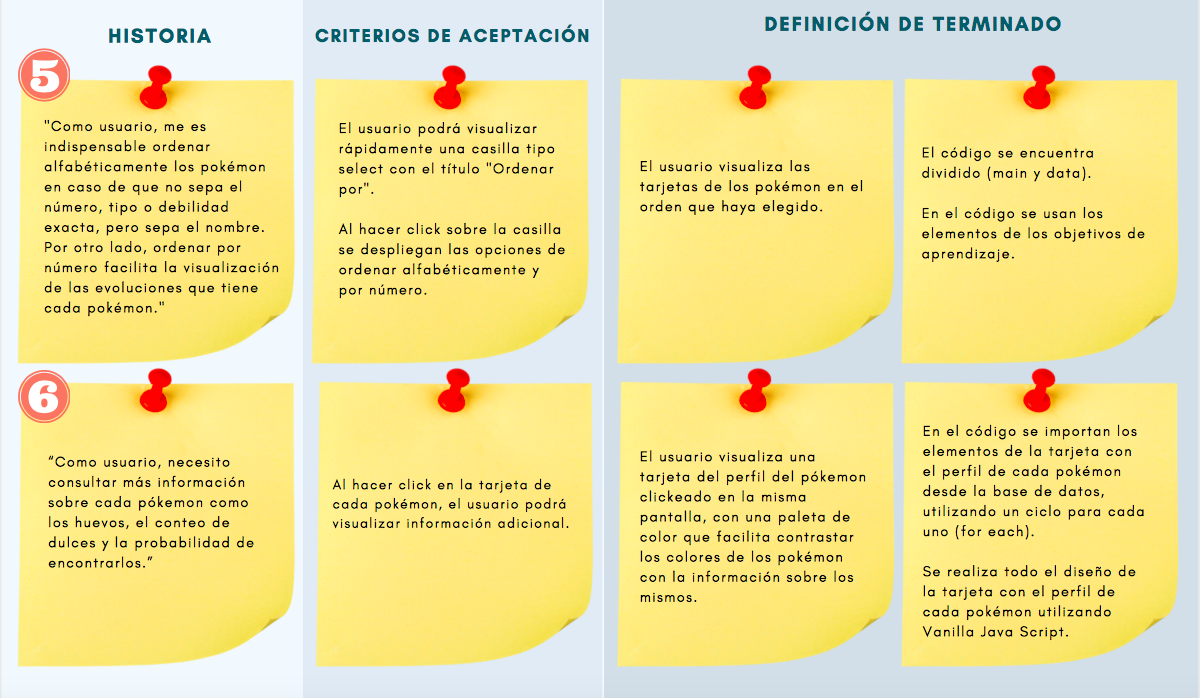 HISTORIA
CRITERIOS DE ACEPTACIÓN
DEFINICIÓN DE TERMINADO
5
"Como usuario, me es
indispensable ordenar
alfabéticamente los pokémon
en caso de que no sepa el
número, tipo o debilidad
exacta, pero sepa el nombre.
Por otro lado, ordenar por
número facilita la visualización
de las evoluciones que tiene
cada pokémon."
El usuario podrá visualizar
rápidamente una casilla tipo
select con el título "Ordenar
por".
Al hacer click sobre la casilla
se despliegan las opciones de
ordenar alfabéticamente y
por número.
El usuario visualiza las
tarjetas de los pokémon en el
orden que haya elegido.
El código se encuentra
dividido (main y data).
En el código se usan los
elementos de los objetivos de
aprendizaje.
6
“Como usuario, necesito
consultar más información
sobre cada pókemon como
los huevos, el conteo de
dulces y la probabilidad de
encontrarlos.”
Al hacer click en la tarjeta de
cada pokémon, el usuario podrá
visualizar información adicional.
El usuario visualiza una
tarjeta del perfil del pókemon
clickeado en la misma
pantalla, con una paleta de
color que facilita contrastar
los colores de los pokémon
con la información sobre los
mismos.
En el código se importan los
elementos de la tarjeta con
el perfil de cada pokémon
desde la base de datos,
utilizando un ciclo para cada
uno (for each).
Se realiza todo el diseño de
la tarjeta con el perfil de
cada pokémon utilizando
Vanilla Java Script.